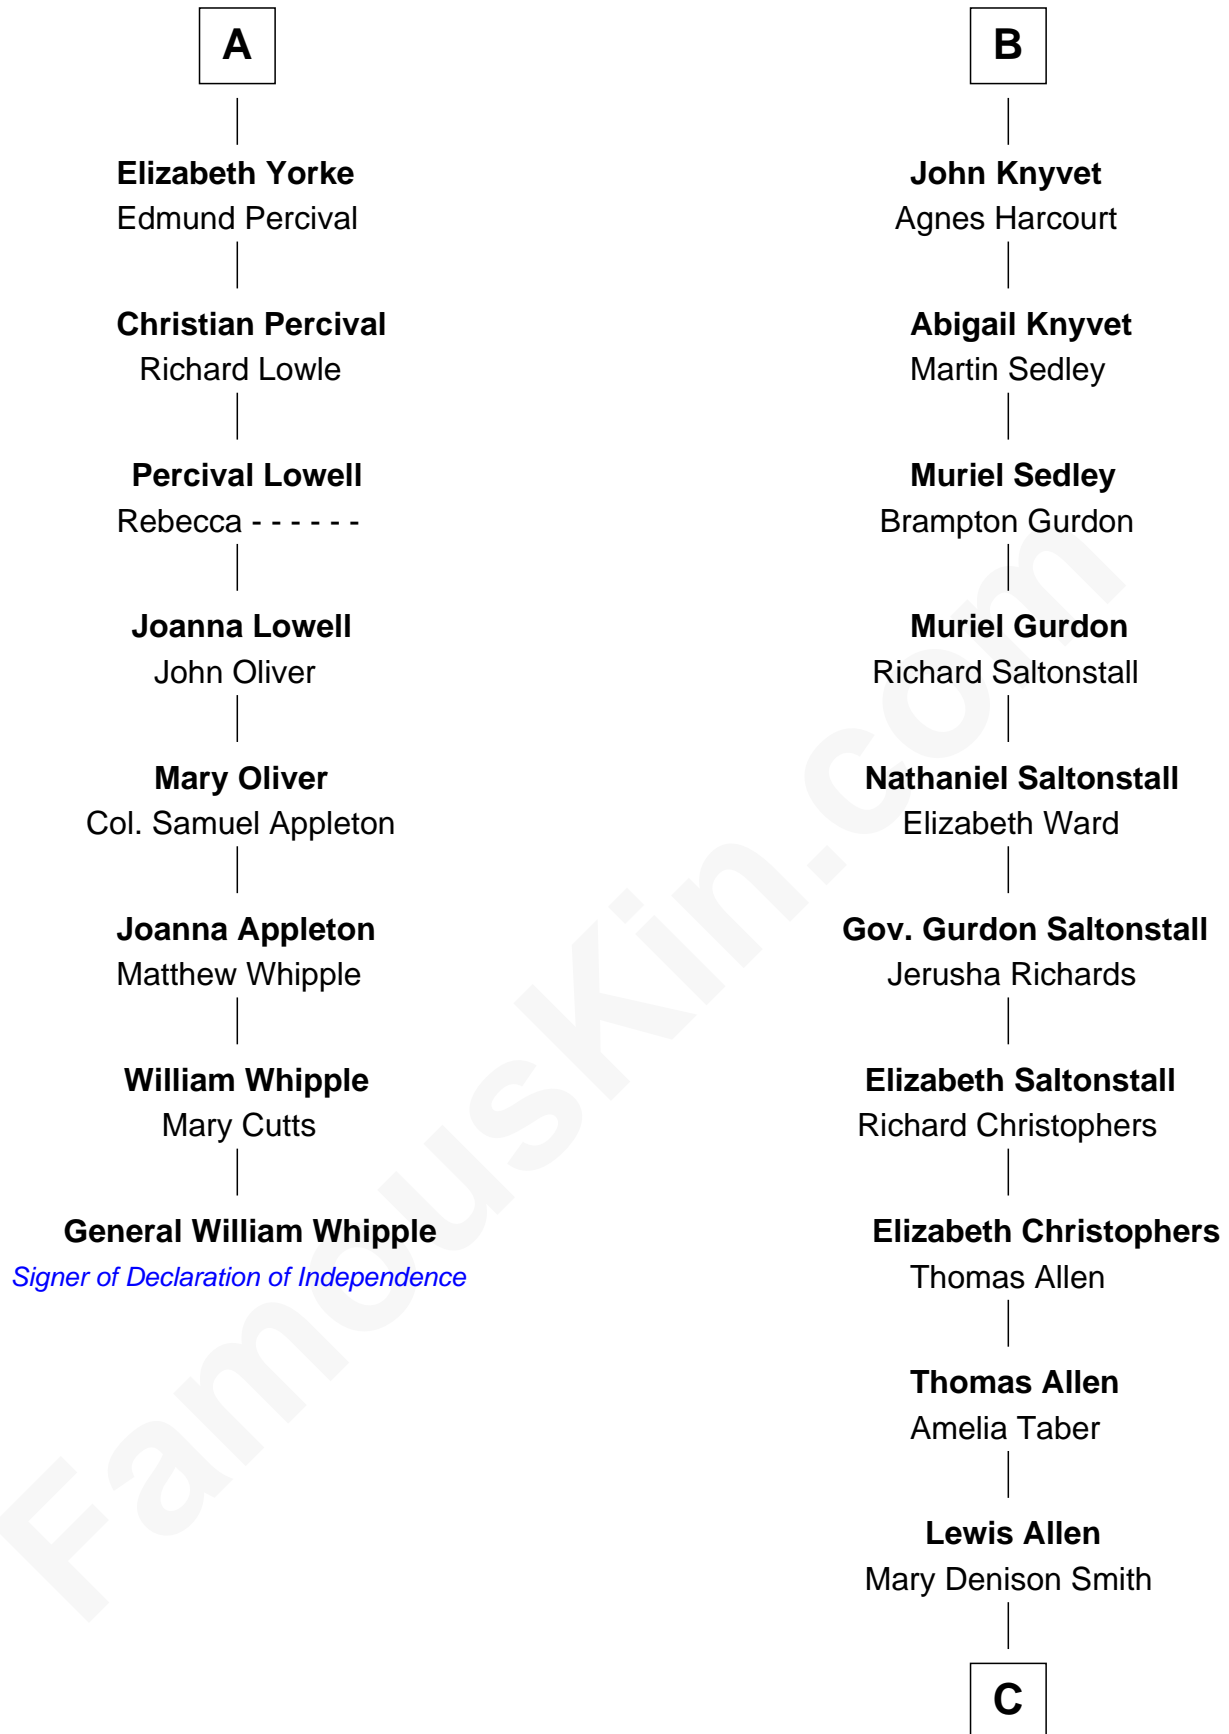 A
Elizabeth Yorke
Edmund Percival
Christian Percival
Richard Lowle
Percival Lowell
Rebecca - - - - - -
Joanna Lowell
John Oliver
Mary Oliver
Col. Samuel Appleton
Joanna Appleton
Matthew Whipple
William Whipple
Mary Cutts
General William Whipple
Signer of Declaration of Independence
B
John Knyvet
Agnes Harcourt
Abigail Knyvet
Martin Sedley
Muriel Sedley
Brampton Gurdon
Muriel Gurdon
Richard Saltonstall
Nathaniel Saltonstall
Elizabeth Ward
Gov. Gurdon Saltonstall
Jerusha Richards
Elizabeth Saltonstall
Richard Christophers
Elizabeth Christophers
Thomas Allen
Thomas Allen
Amelia Taber
Lewis Allen
Mary Denison Smith
C
FamousKin.com